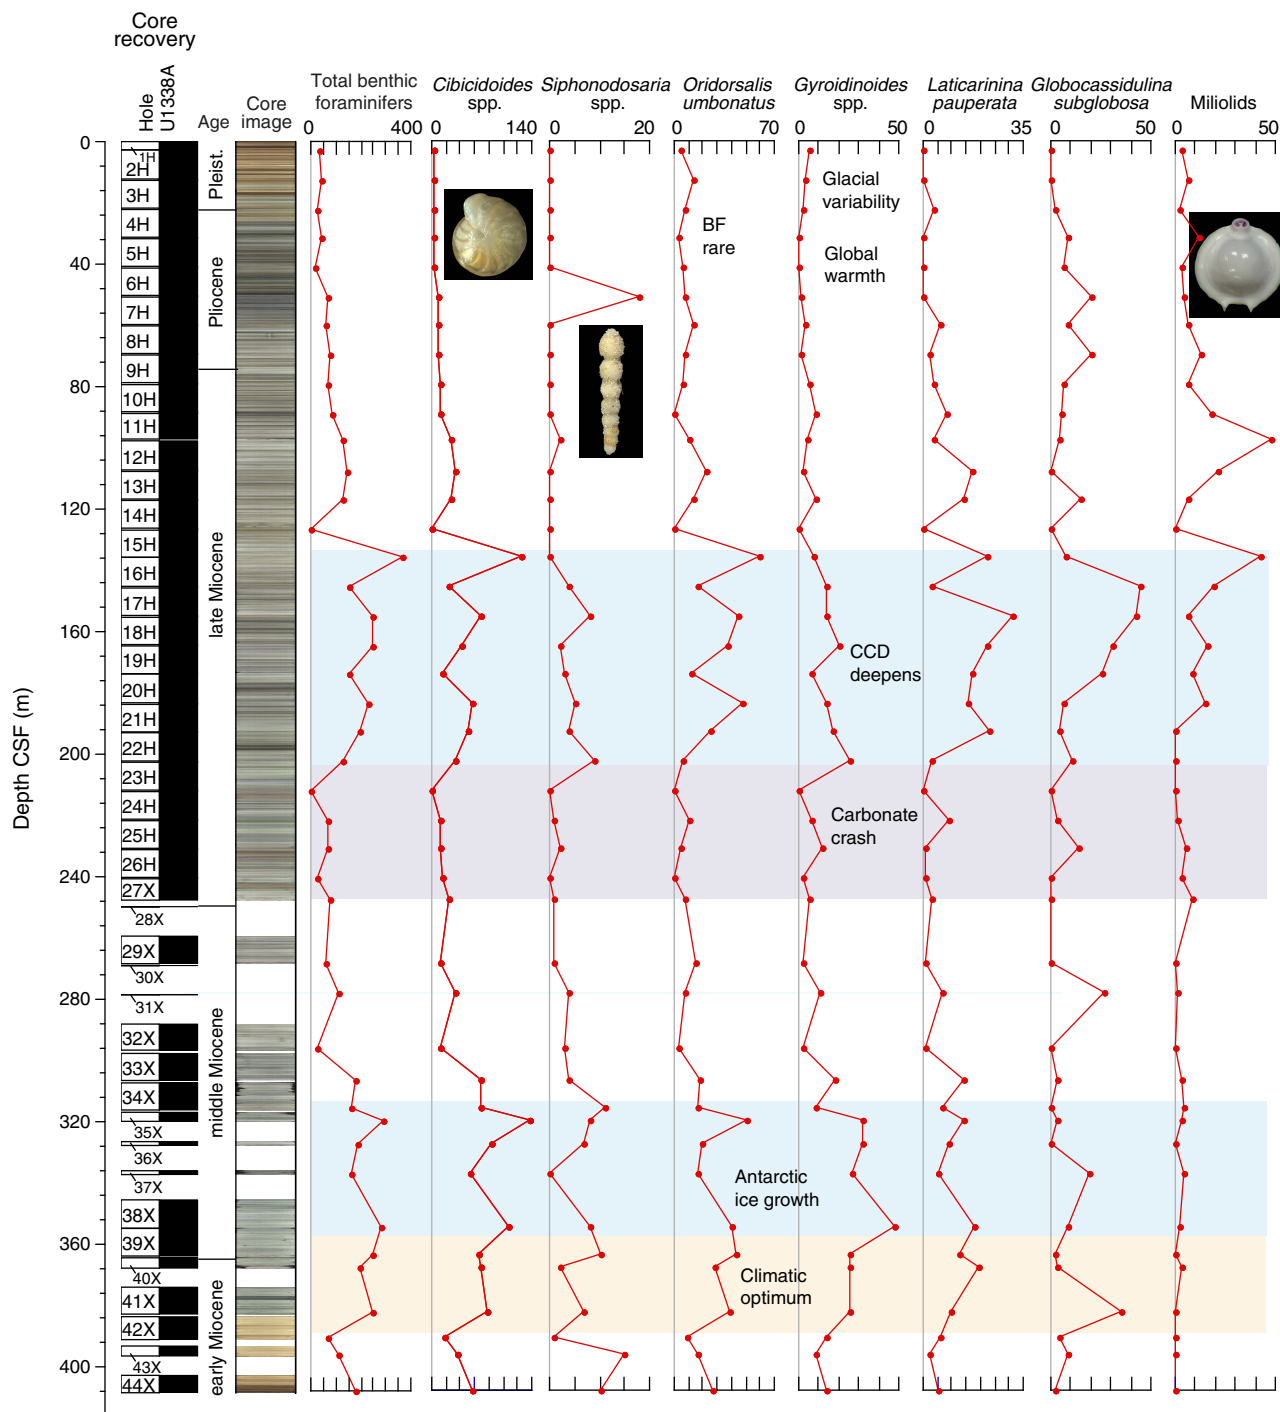 Core
recovery
Hole
U1338A
Age
Core
image
Total benthic
foraminifers
Cibicidoides
spp.
Siphonodosaria
spp.
Oridorsalis
umbonatus
Gyroidinoides
spp.
Laticarinina
pauperata
Globocassidulina
subglobosa
Miliolids
0 400 0 140 0 20 0 70 0 50 0 35 0 50 0 50
Depth CSF (m)
0
40
80
120
160
200
240
280
320
360
400
1H
2H
3H
4H
5H
6H
7H
8H
9H
10H
11H
12H
13H
14H
15H
16H
17H
18H
19H
20H
21H
22H
23H
24H
25H
26H
27X
28X
29X
30X
31X
32X
33X
34X
35X
36X
37X
38X
39X
40X
41X
42X
43X
44X
Pleist.
Pliocene
late Miocene
middle Miocene
early Miocene
BF
rare
Glacial
variability
Global
warmth
CCD
deepens
Carbonate
crash
Antarctic
ice growth
Climatic
optimum